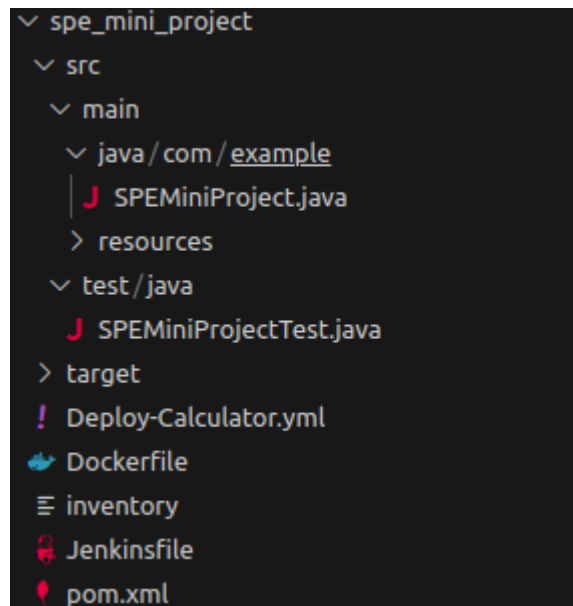 spe_mini_project
src
main
java/com/example
J SPEMiniProject.java
resources
test/java
J SPEMiniProjectTest.java
target
! Deploy-Calculator.yml
Dockerfile
inventory
Jenkinsfile
pom.xml